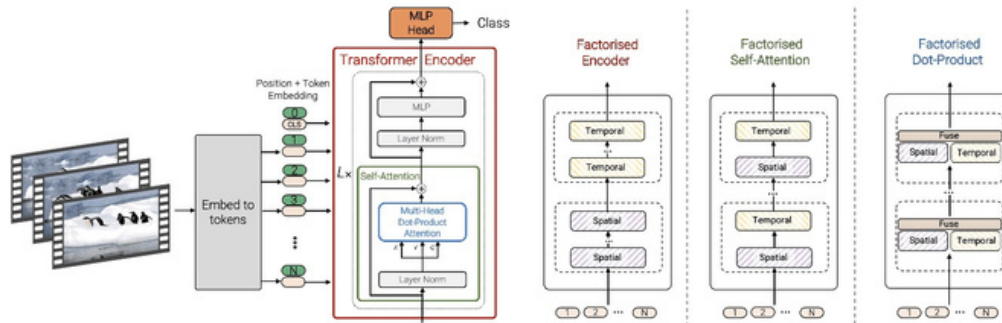 MLP
Head
Class
Transformer Encoder
Position + Token
Embedding
MLP
Layer Norm
L×
Self-Attention
Multi-Head
Dot-Product
Attention
K V Q
Layer Norm
Embed to
tokens
0
CLS
1
2
3
N
Factorised
Encoder
Temporal
Temporal
Spatial
Spatial
1 2 ... N
Factorised
Self-Attention
Temporal
Spatial
Temporal
Spatial
1 2 ... N
Factorised
Dot-Product
Fuse
Spatial Temporal
Fuse
Spatial Temporal
1 2 ... N